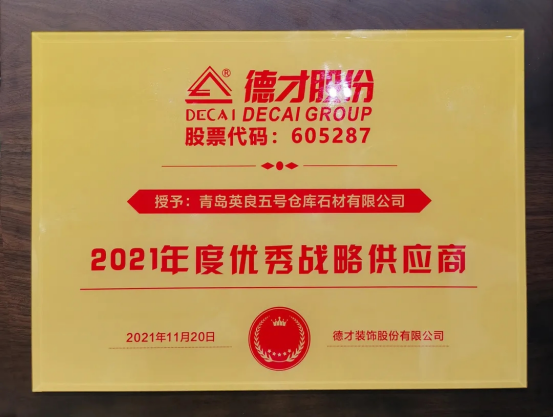 ® 德才股份
DECAI DECAI GROUP
股票代码：605287
授予：青岛英良五号仓库石材有限公司
2021年度优秀战略供应商
2021年11月20日
德才装饰股份有限公司